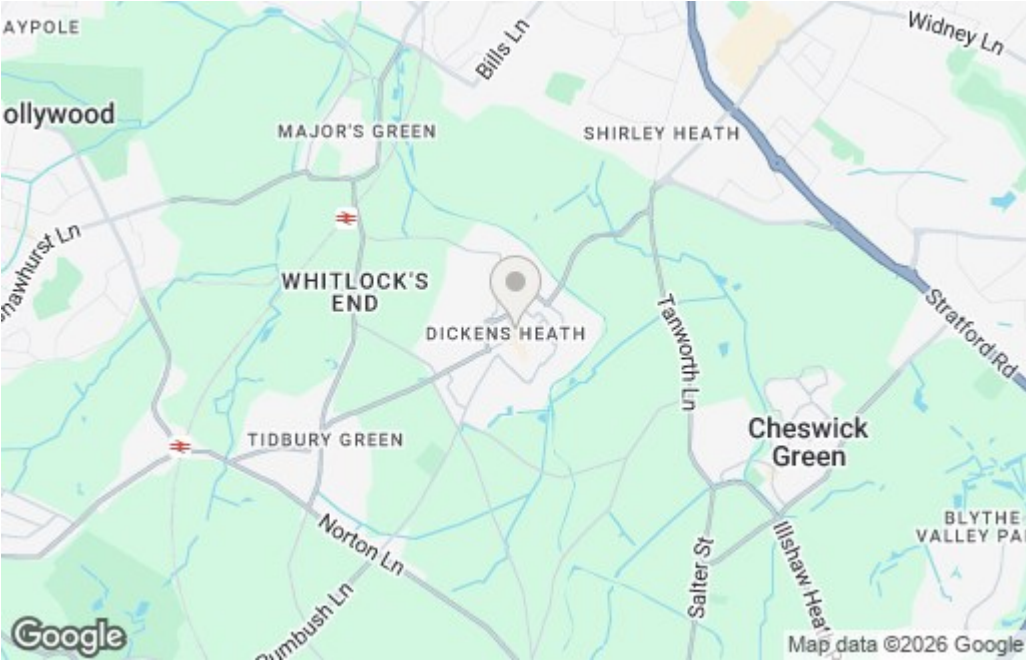 AYPOLE
Bills Ln
Widney Ln
ollywood
MAJOR'S GREEN
SHIRLEY HEATH
hawhurst Ln
WHITLOCK'S
END
DICKENS HEATH
Tanworth Ln
Stratford Rd
TIDBURY GREEN
Cheswick
Green
Norton Ln
BLYTHE
VALLEY PA
Salter St
Illshaw Heat
Rumbush Ln
Google
Map data ©2026 Google